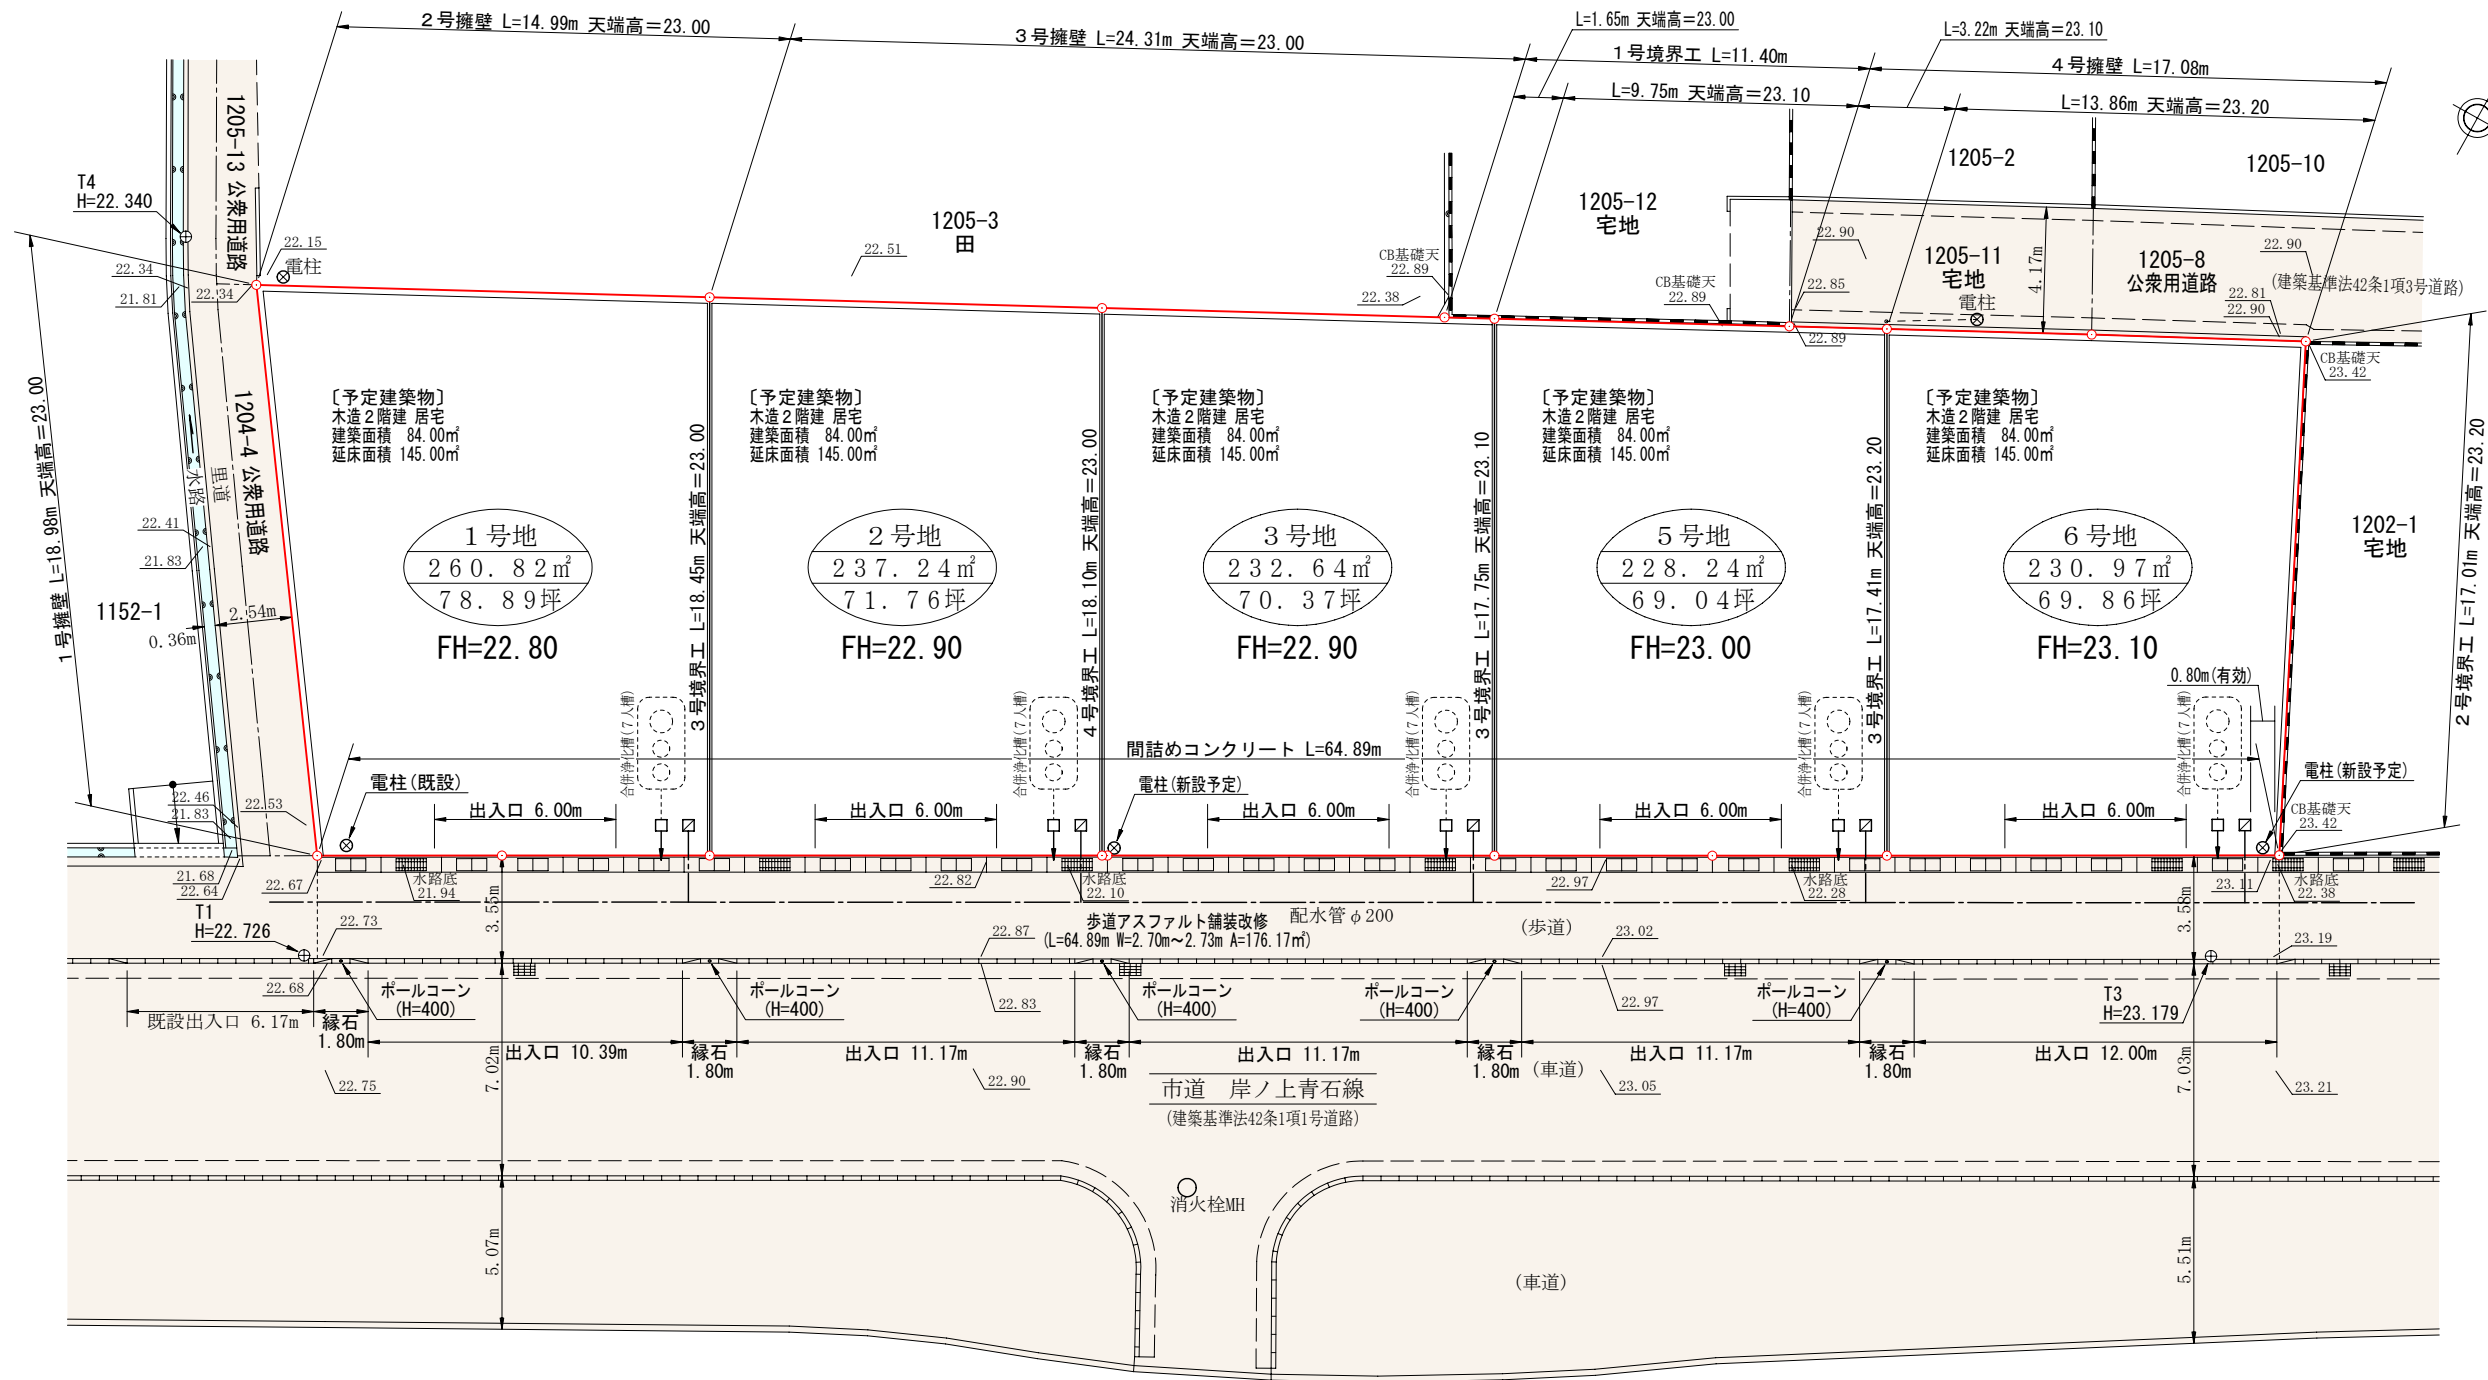 2号擁壁 L=14.99m 天端高=23.00
3号擁壁 L=24.31m 天端高=23.00
L=1.65m 天端高=23.00
1号境界工 L=11.40m
L=3.22m 天端高=23.10
4号擁壁 L=17.08m
L=9.75m 天端高=23.10
L=13.86m 天端高=23.20
1205-13 公衆用道路
T4
H=22.340
22.15
電柱
22.34
21.81
22.34
1205-3
田
22.51
CB基礎天
22.89
22.38
1205-12
宅地
CB基礎天
22.89
1205-2
1205-10
22.90
22.85
22.89
1205-11
宅地
電柱
4.17m
1205-8
公衆用道路
22.90
(建築基準法42条1項3号道路)
22.81
22.90
CB基礎天
23.42
1号擁壁 L=18.98m 天端高=23.00
1204-4 公衆用道路
里道
水路
22.41
21.83
1152-1
0.36m
2.54m
〔予定建築物〕
木造2階建 居宅
建築面積 84.00㎡
延床面積 145.00㎡
〔予定建築物〕
木造2階建 居宅
建築面積 84.00㎡
延床面積 145.00㎡
〔予定建築物〕
木造2階建 居宅
建築面積 84.00㎡
延床面積 145.00㎡
〔予定建築物〕
木造2階建 居宅
建築面積 84.00㎡
延床面積 145.00㎡
〔予定建築物〕
木造2階建 居宅
建築面積 84.00㎡
延床面積 145.00㎡
1号地
260.82㎡
78.89坪
FH=22.80
3号境界工 L=18.45m 天端高=23.00
2号地
237.24㎡
71.76坪
FH=22.90
4号境界工 L=18.10m 天端高=23.00
3号地
232.64㎡
70.37坪
FH=22.90
3号境界工 L=17.75m 天端高=23.10
5号地
228.24㎡
69.04坪
FH=23.00
3号境界工 L=17.41m 天端高=23.20
6号地
230.97㎡
69.86坪
FH=23.10
1202-1
宅地
2号境界工 L=17.01m 天端高=23.20
0.80m(有効)
合併浄化槽(7人槽)
合併浄化槽(7人槽)
合併浄化槽(7人槽)
合併浄化槽(7人槽)
合併浄化槽(7人槽)
間詰めコンクリート L=64.89m
電柱(既設)
電柱(新設予定)
電柱(新設予定)
出入口 6.00m
出入口 6.00m
出入口 6.00m
出入口 6.00m
出入口 6.00m
CB基礎天
23.42
22.46
21.83
22.53
21.68
22.64
22.67
水路底
21.94
22.82
水路底
22.10
22.97
水路底
22.28
23.11
水路底
22.38
T1
H=22.726
22.73
3.55m
22.87
歩道アスファルト舗装改修
(L=64.89m W=2.70m～2.73m A=176.17㎡)
配水管φ200
(歩道)
23.02
3.58m
23.19
22.68
既設出入口 6.17m
縁石
1.80m
ポールコーン
(H=400)
ポールコーン
(H=400)
22.83
ポールコーン
(H=400)
ポールコーン
(H=400)
22.97
ポールコーン
(H=400)
T3
H=23.179
出入口 10.39m
縁石
1.80m
出入口 11.17m
縁石
1.80m
出入口 11.17m
縁石
1.80m
出入口 11.17m
縁石
1.80m
出入口 12.00m
22.75
7.02m
22.90
市道 岸ノ上青石線
(建築基準法42条1項1号道路)
(車道)
23.05
7.03m
23.21
消火栓MH
5.07m
(車道)
5.51m